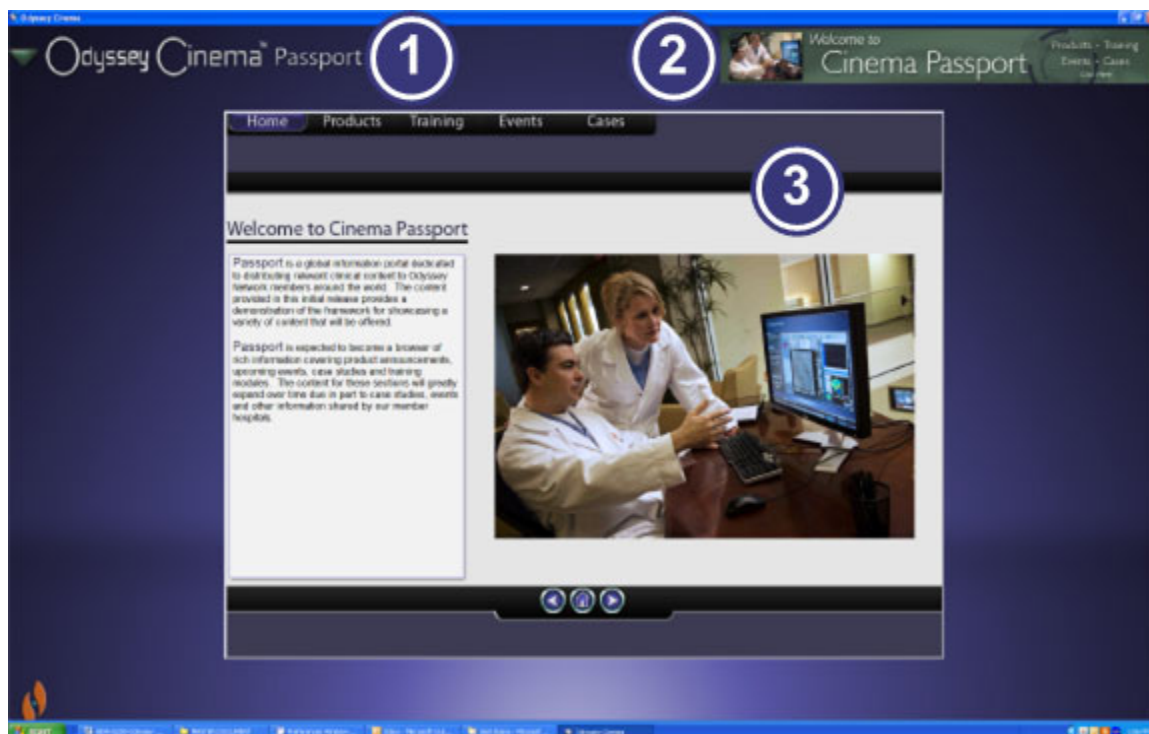 Odyssey Cinema
Odyssey Cinema™ Passport
1
2
Welcome to
Cinema Passport
Products - Training
Events - Cases
3
Home Products Training Events Cases
Welcome to Cinema Passport
Passport is a global information portal dedicated
to distributing relevant clinical content to Odyssey
Network members around the world. The content
provided in this initial release provides a
demonstration of the framework for showcasing a
variety of content that will be offered.
Passport is expected to become a browser of
rich information covering product announcements,
upcoming events, case studies and training
modules. The content for these sections will greatly
expand over time due in part to case studies, events
and other information shared by our member
hospitals.
start
Odyssey Cinema